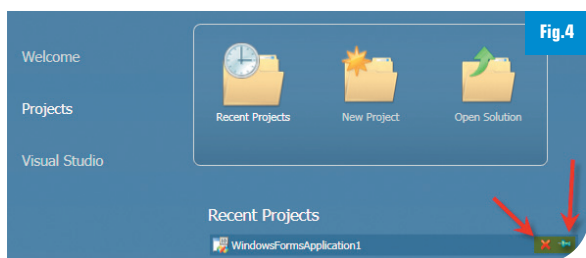 Fig.4
Welcome
Projects
Visual Studio
Recent Projects
New Project
Open Solution
Recent Projects
WindowsFormsApplication1